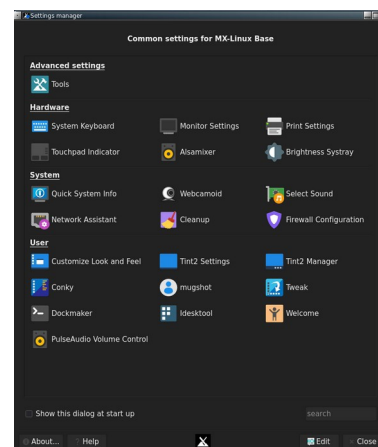 Settings manager
Common settings for MX-Linux Base
Advanced settings
Tools
Hardware
System Keyboard Monitor Settings Print Settings
Touchpad Indicator Alsamixer Brightness Systray
System
Quick System Info Webcamoid Select Sound
Network Assistant Cleanup Firewall Configuration
User
Customize Look and Feel Tint2 Settings Tint2 Manager
Conky mugshot Tweak
Dockmaker Idesktool Welcome
PulseAudio Volume Control
Show this dialog at start up search
About... Help Edit Close